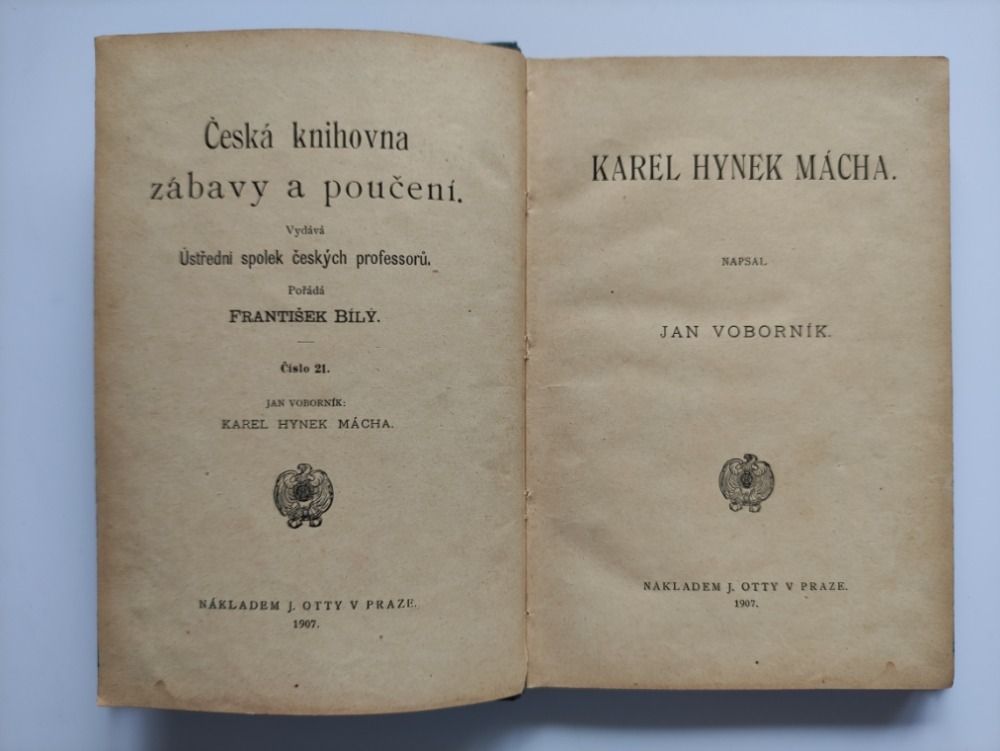 Česká knihovna
zábavy a poučení.
Vydává
Ústřední spolek českých professorů.
Pořádá
FRANTIŠEK BÍLÝ.
Číslo 21.
JAN VOBORNÍK:
KAREL HYNEK MÁCHA.
NÁKLADEM J. OTTY V PRAZE.
1907.
KAREL HYNEK MÁCHA.
NAPSAL
JAN VOBORNÍK.
NÁKLADEM J. OTTY V PRAZE.
1907.